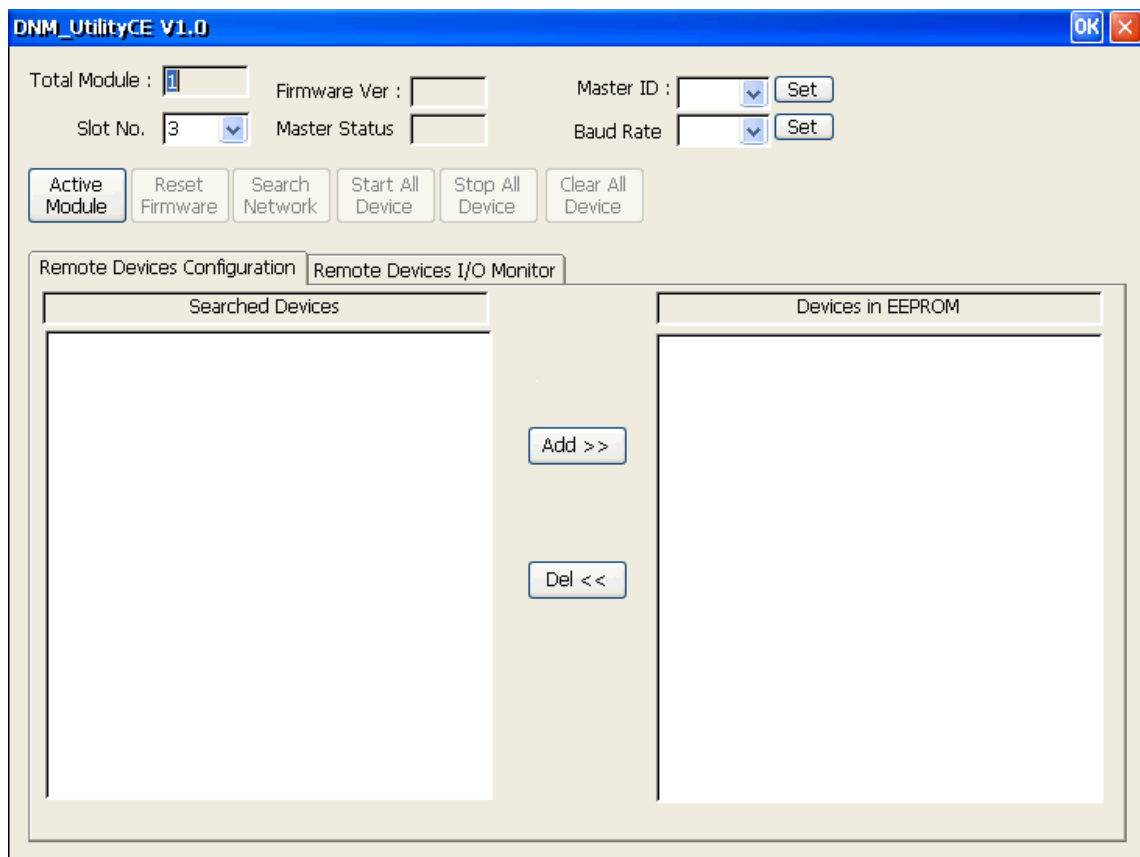 DNM_UtilityCE V1.0 OK
Total Module : 1
Firmware Ver :
Master ID : Set
Slot No. 3
Master Status
Baud Rate Set
Active Module
Reset Firmware
Search Network
Start All Device
Stop All Device
Clear All Device
Remote Devices Configuration
Remote Devices I/O Monitor
Searched Devices
Devices in EEPROM
Add >>
Del <<